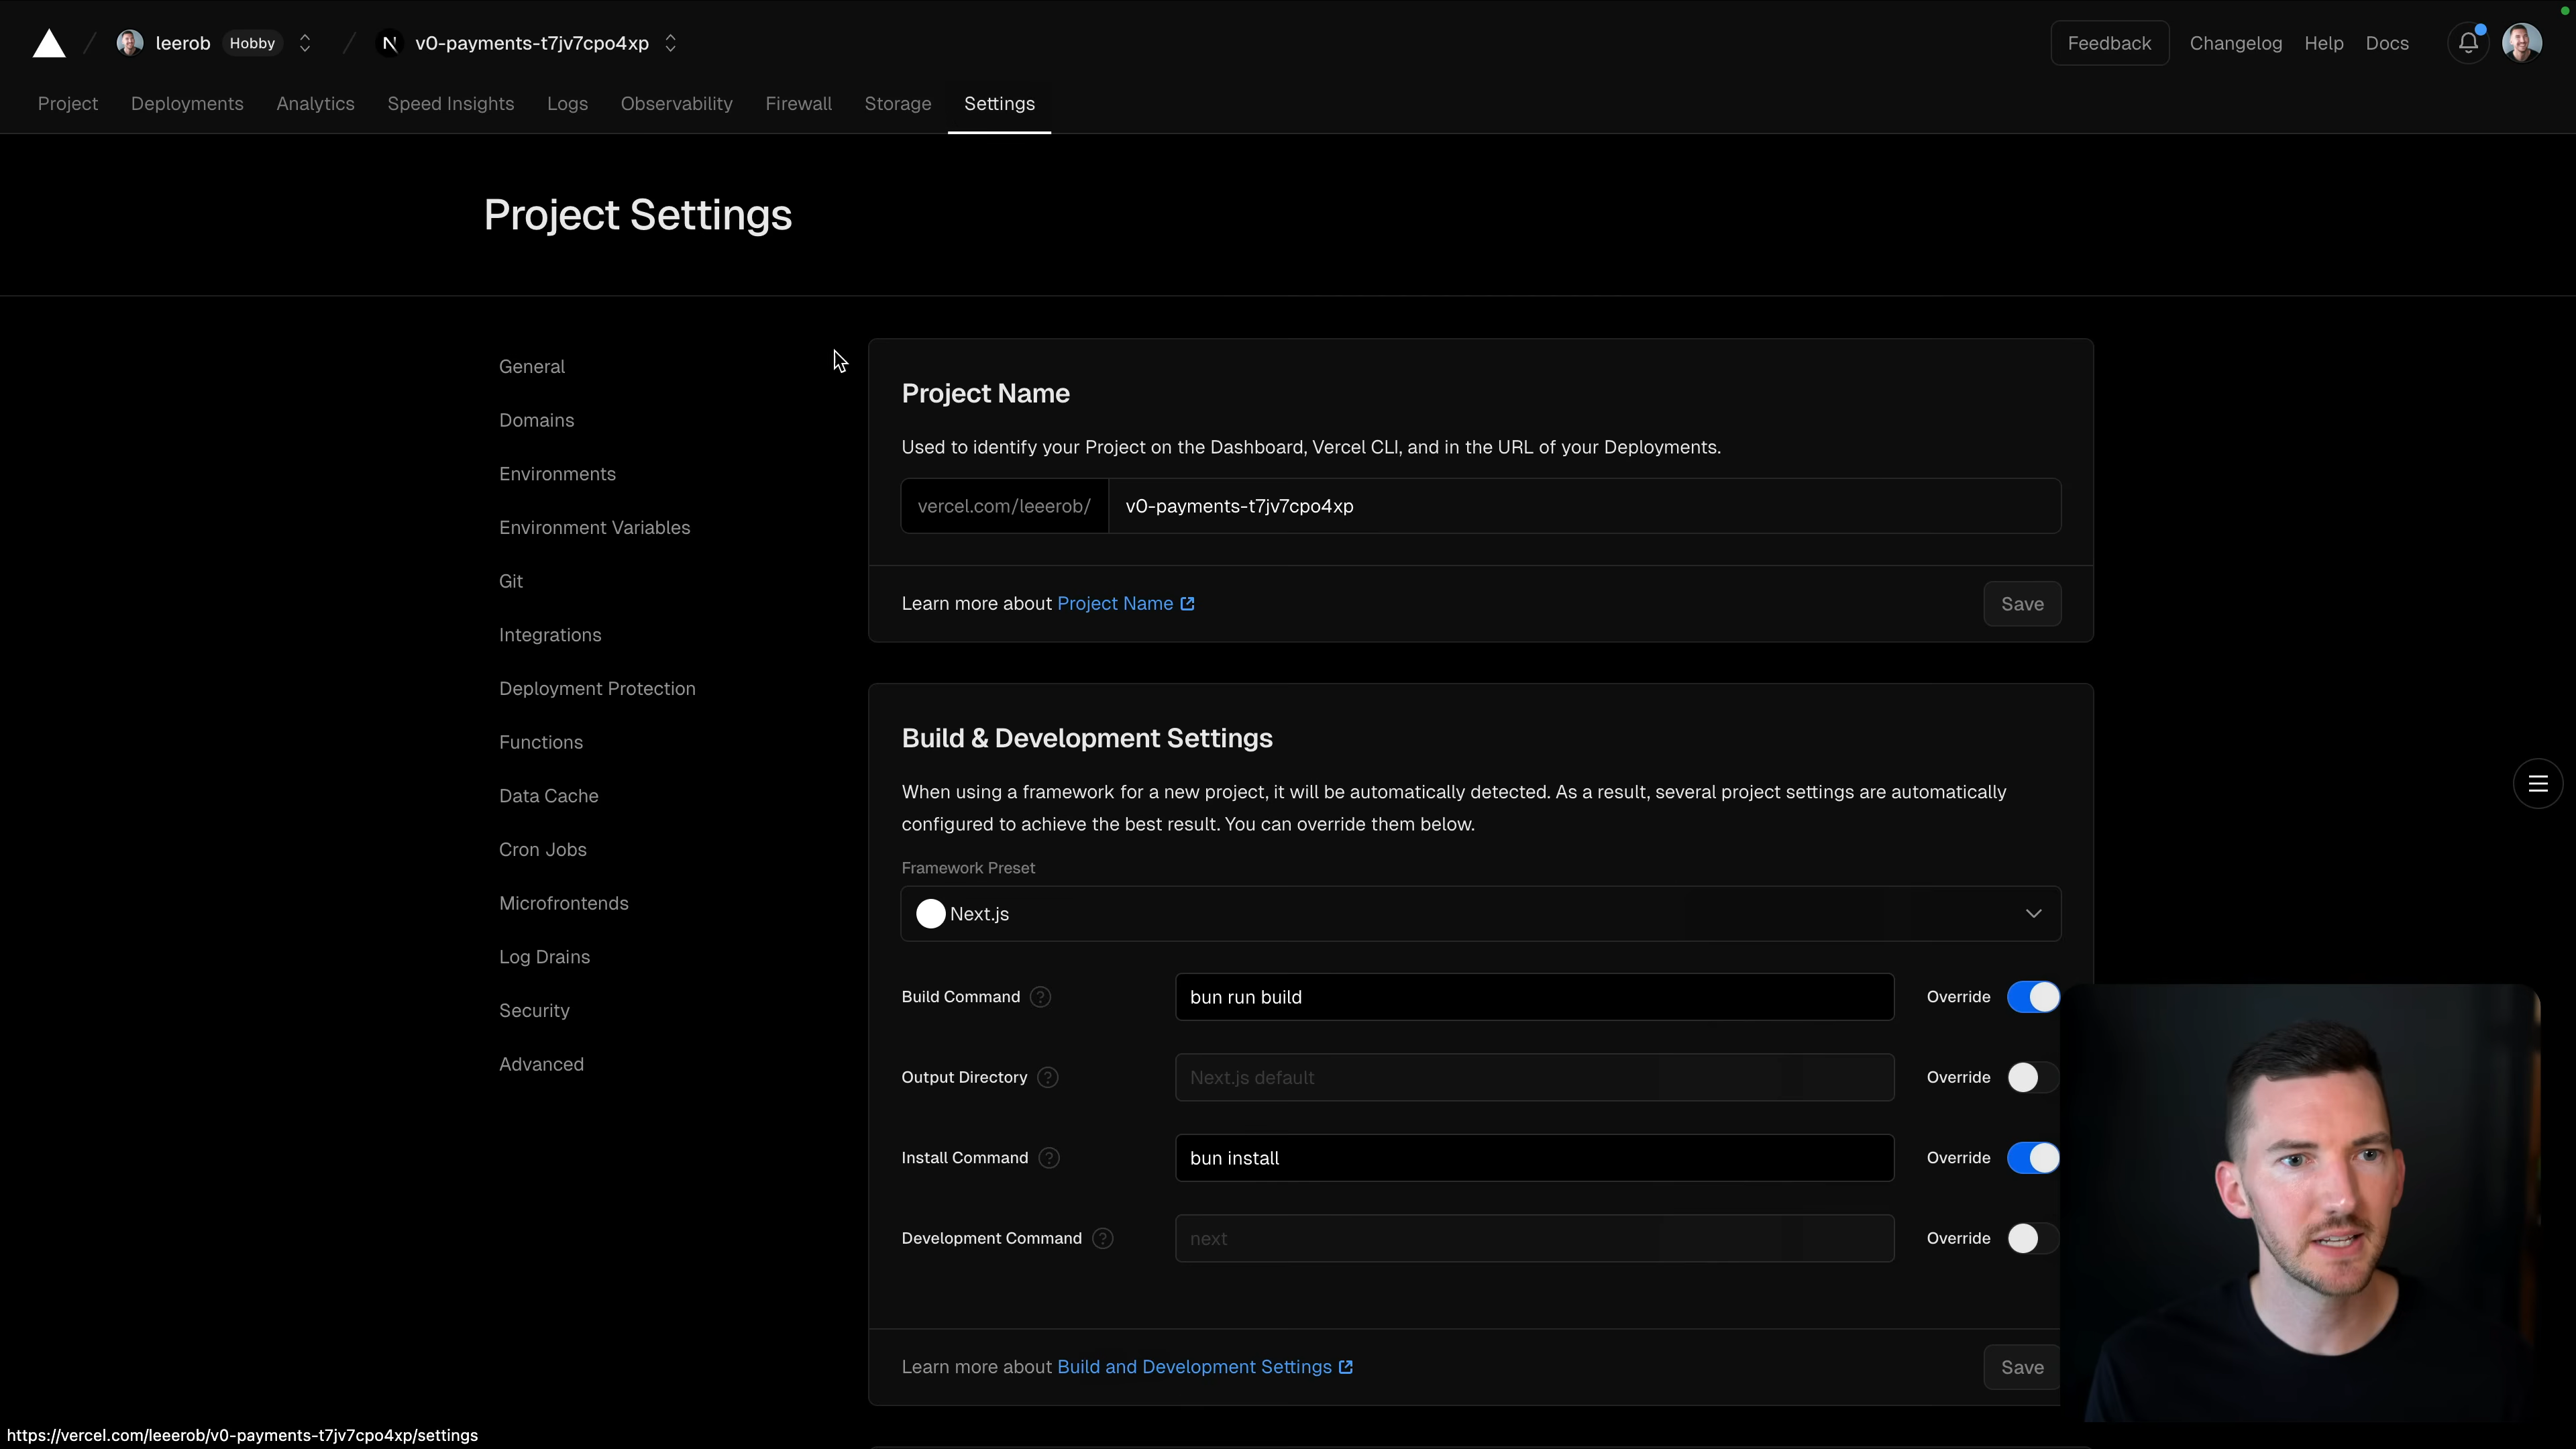 leerob Hobby v0-payments-t7jv7cpo4xp Feedback Changelog Help Docs
Project Deployments Analytics Speed Insights Logs Observability Firewall Storage Settings
Project Settings
General
Domains
Environments
Environment Variables
Git
Integrations
Deployment Protection
Functions
Data Cache
Cron Jobs
Microfrontends
Log Drains
Security
Advanced
Project Name
Used to identify your Project on the Dashboard, Vercel CLI, and in the URL of your Deployments.
vercel.com/leeerob/ v0-payments-t7jv7cpo4xp
Learn more about Project Name
Save
Build & Development Settings
When using a framework for a new project, it will be automatically detected. As a result, several project settings are automatically
configured to achieve the best result. You can override them below.
Framework Preset
Next.js
Build Command ? bun run build Override
Output Directory ? Next.js default Override
Install Command ? bun install Override
Development Command ? next Override
Learn more about Build and Development Settings
Save
https://vercel.com/leeerob/v0-payments-t7jv7cpo4xp/settings